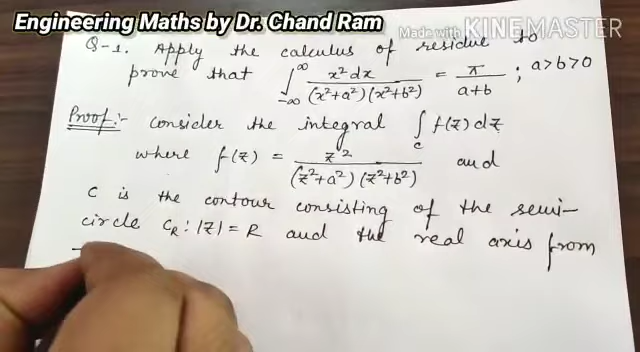 Engineering Maths by Dr. Chand Ram
Made with KINEMASTER
Q-1. Apply the calculus of residue to
prove that ∫_{-∞}^{∞} x²dx / (x²+a²)(x²+b²) = π / a+b ; a>b>0
Proof:- Consider the integral ∫_c f(z)dz
where f(z) = z² / (z²+a²)(z²+b²) and
C is the contour consisting of the semi-
circle C_R : |z| = R and the real axis from
-